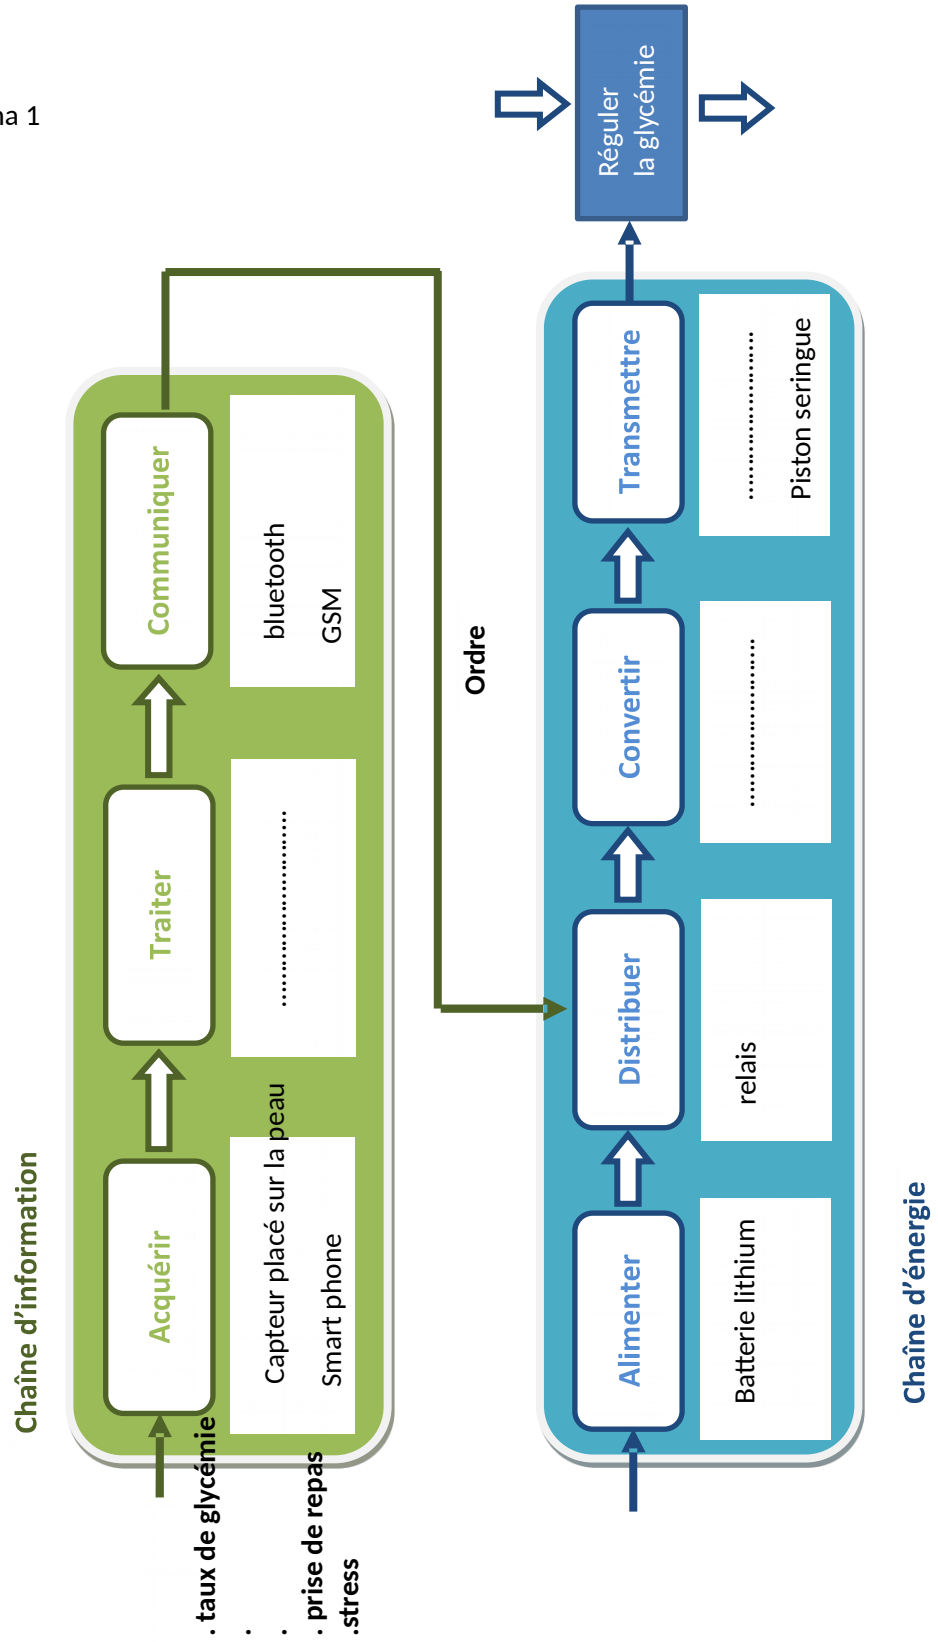 na 1
Chaîne d’information
Acquérir
Traiter
Communiquer
Capteur placé sur la peau
Smart phone
................................
bluetooth
GSM
. taux de glycémie
.
.
. prise de repas
.stress
Ordre
Réguler
la glycémie
Alimenter
Distribuer
Convertir
Transmettre
Batterie lithium
relais
............................
............................
Piston seringue
Chaîne d’énergie